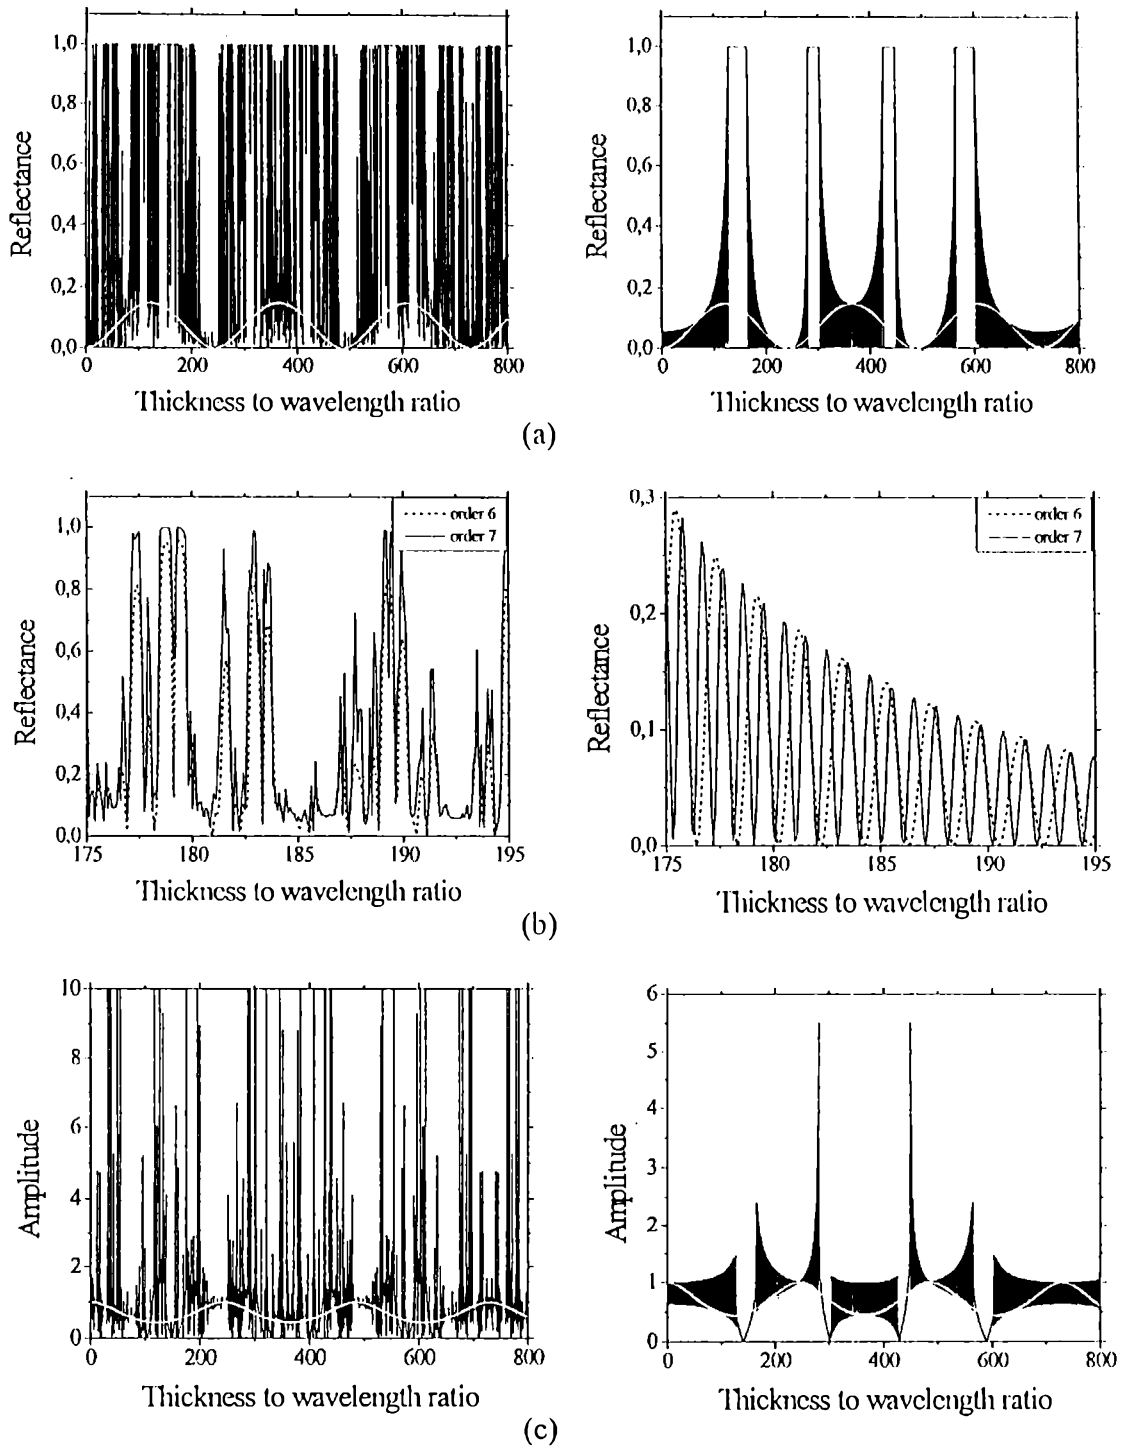 1,0
0,8
0,6
0,4
0,2
0,0
Reflectance
0 200 400 600 800
Thickness to wavelength ratio
1,0
0,8
0,6
0,4
0,2
0,0
Reflectance
0 200 400 600 800
Thickness to wavelength ratio
(a)
1,0
0,8
0,6
0,4
0,2
0,0
Reflectance
order 6
order 7
175 180 185 190 195
Thickness to wavelength ratio
0,3
0,2
0,1
0,0
Reflectance
order 6
order 7
175 180 185 190 195
Thickness to wavelength ratio
(b)
10
8
6
4
2
0
Amplitude
0 200 400 600 800
Thickness to wavelength ratio
6
5
4
3
2
1
0
Amplitude
0 200 400 600 800
Thickness to wavelength ratio
(c)